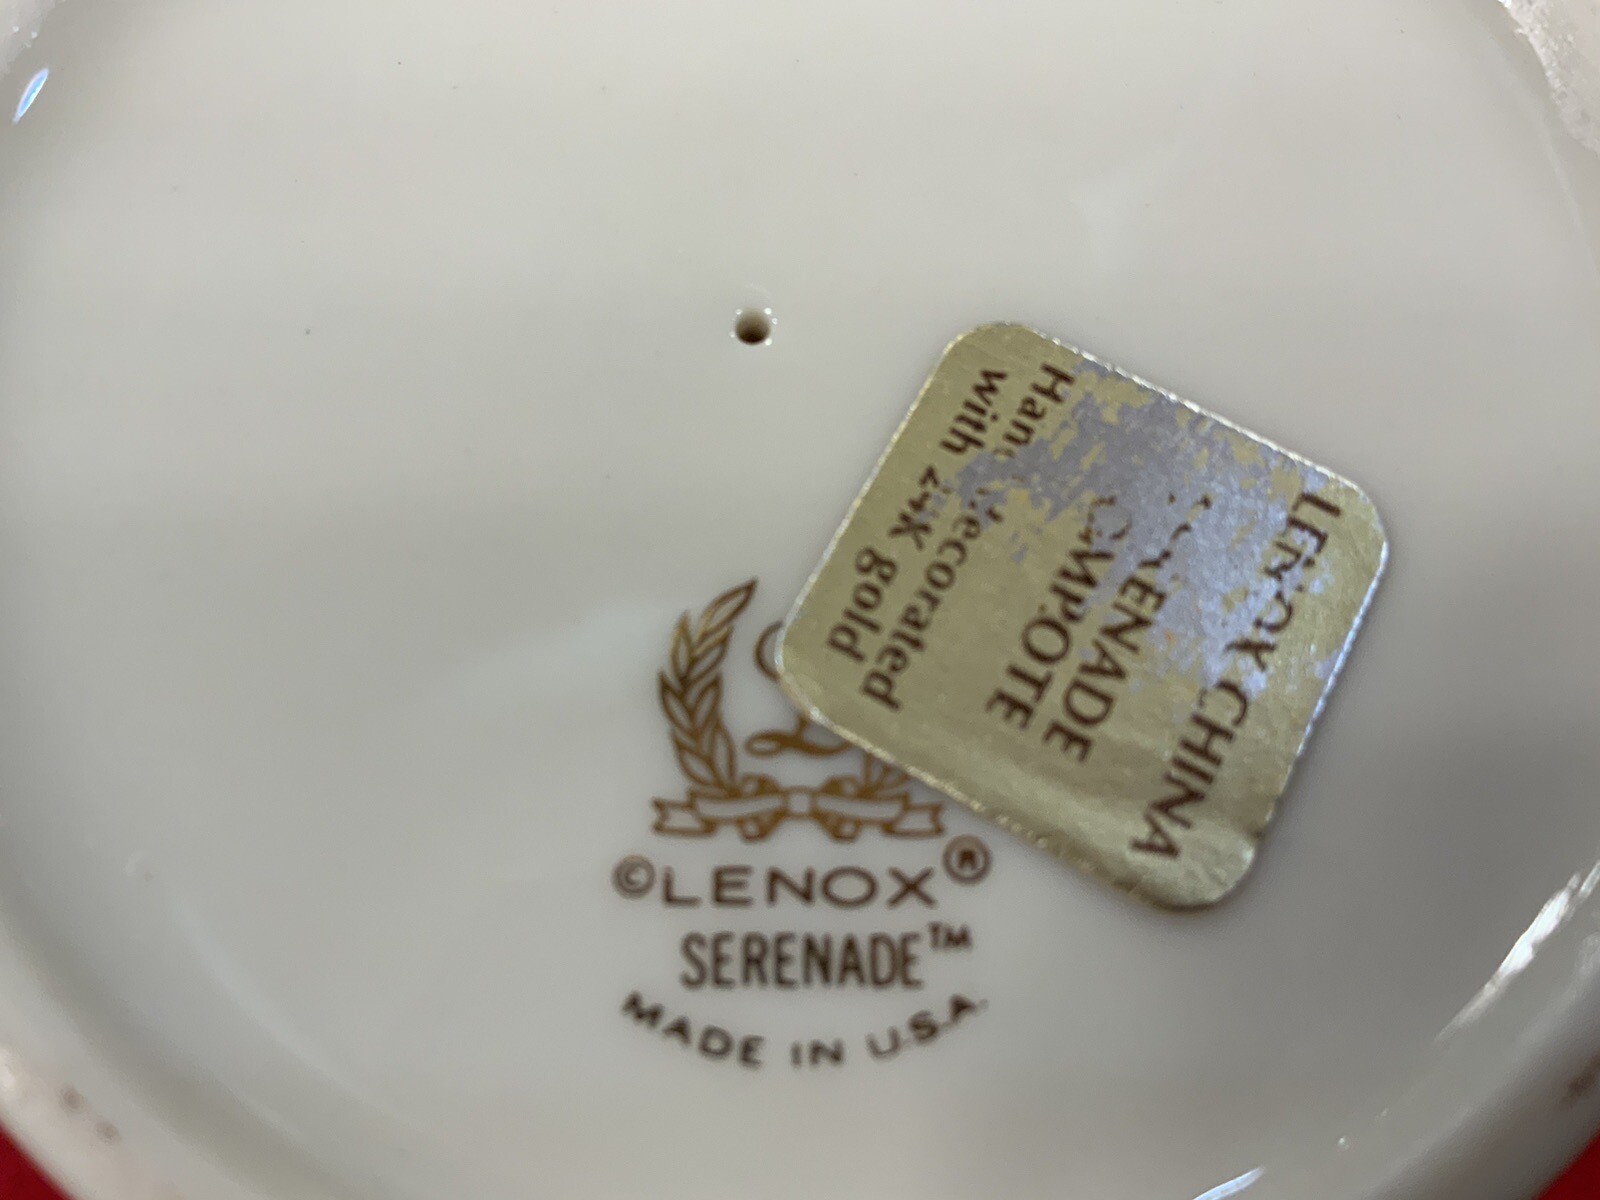 LENOX CHINA
SERENADE
COMPOTE
Hand decorated
with 24K gold
L
©LENOX®
SERENADE™
MADE IN U.S.A.